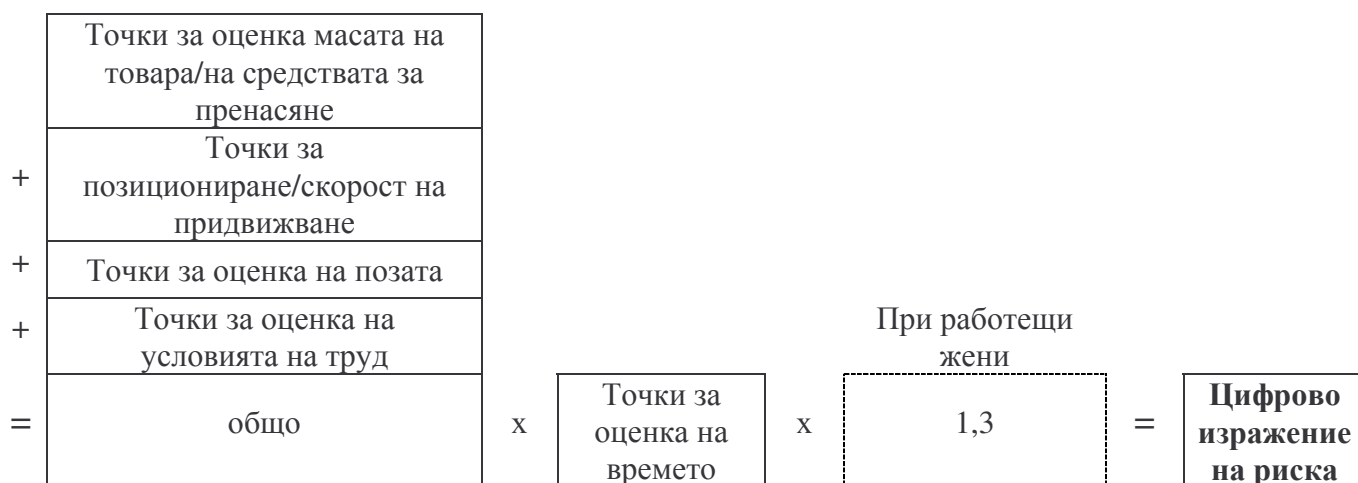 Точки за оценка масата на
товара/на средствата за
пренасяне
Точки за
+ позициониране/скорост на
придвижване
+ Точки за оценка на позата
+ Точки за оценка на
условията на труд
При работещи
жени
= общо x Точки за оценка на времето x 1,3 = Цифрово изражение на риска